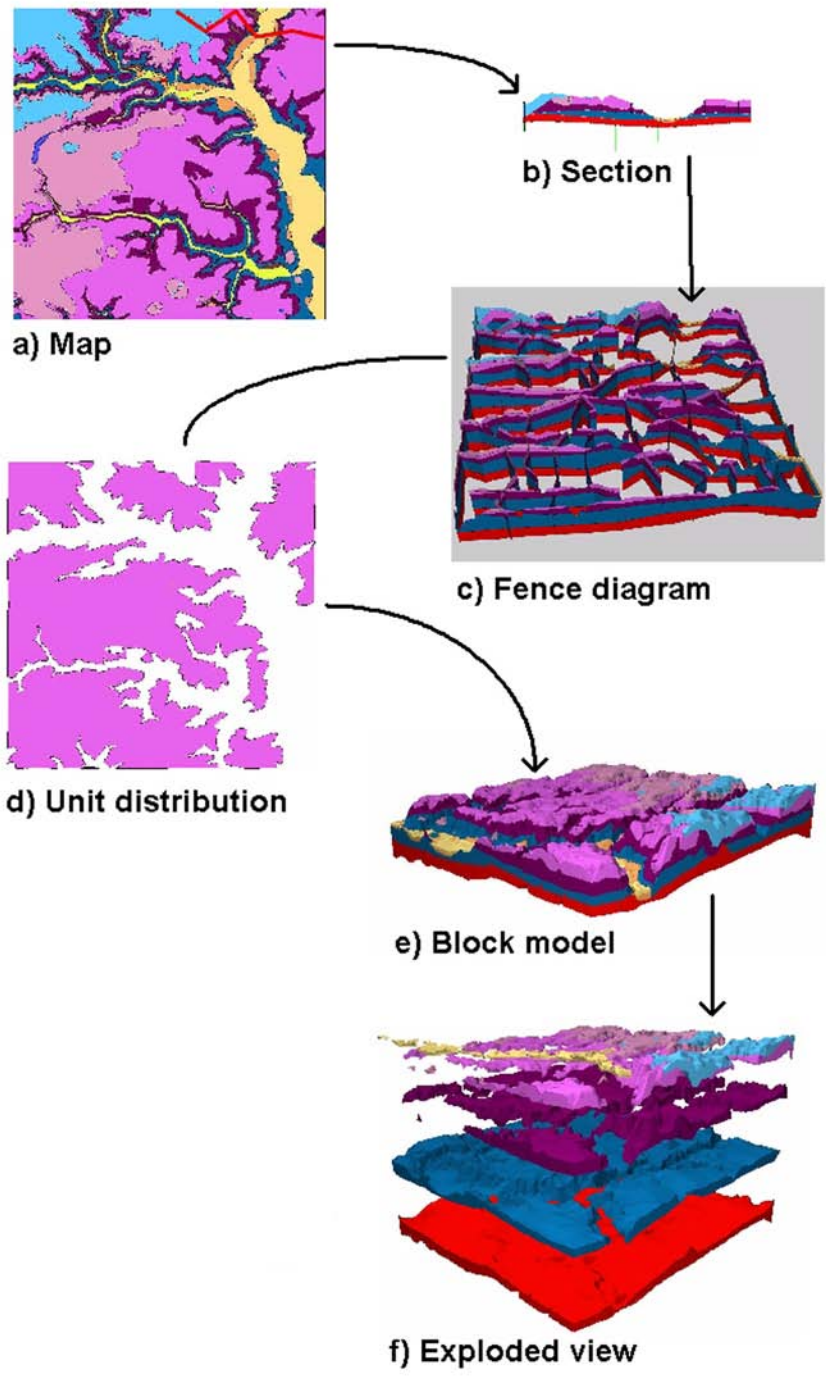 a) Map
b) Section
c) Fence diagram
d) Unit distribution
e) Block model
f) Exploded view